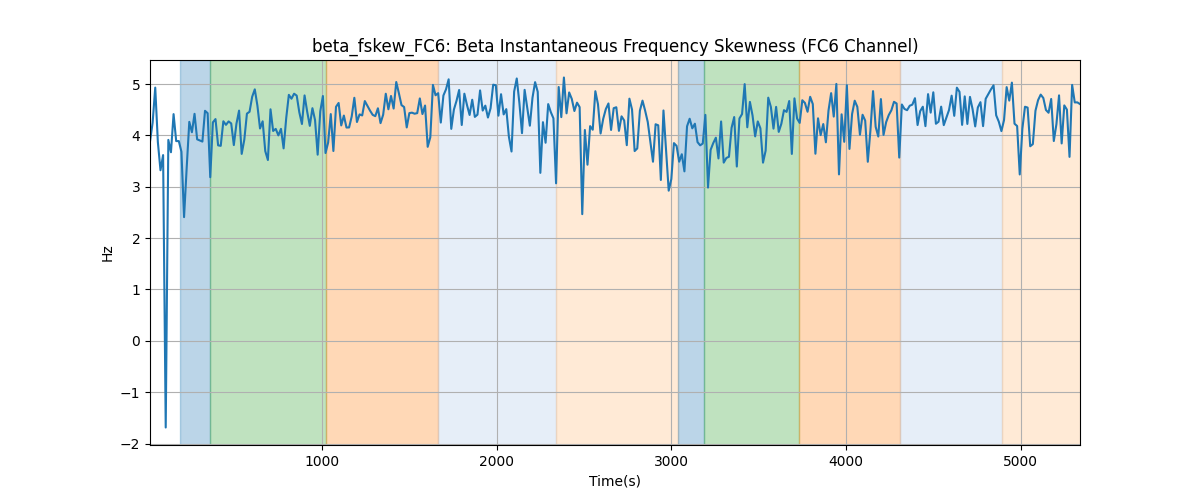 beta_fskew_FC6: Beta Instantaneous Frequency Skewness (FC6 Channel)
5
4
3
2
1
0
−1
−2
Hz
1000 2000 3000 4000 5000
Time(s)